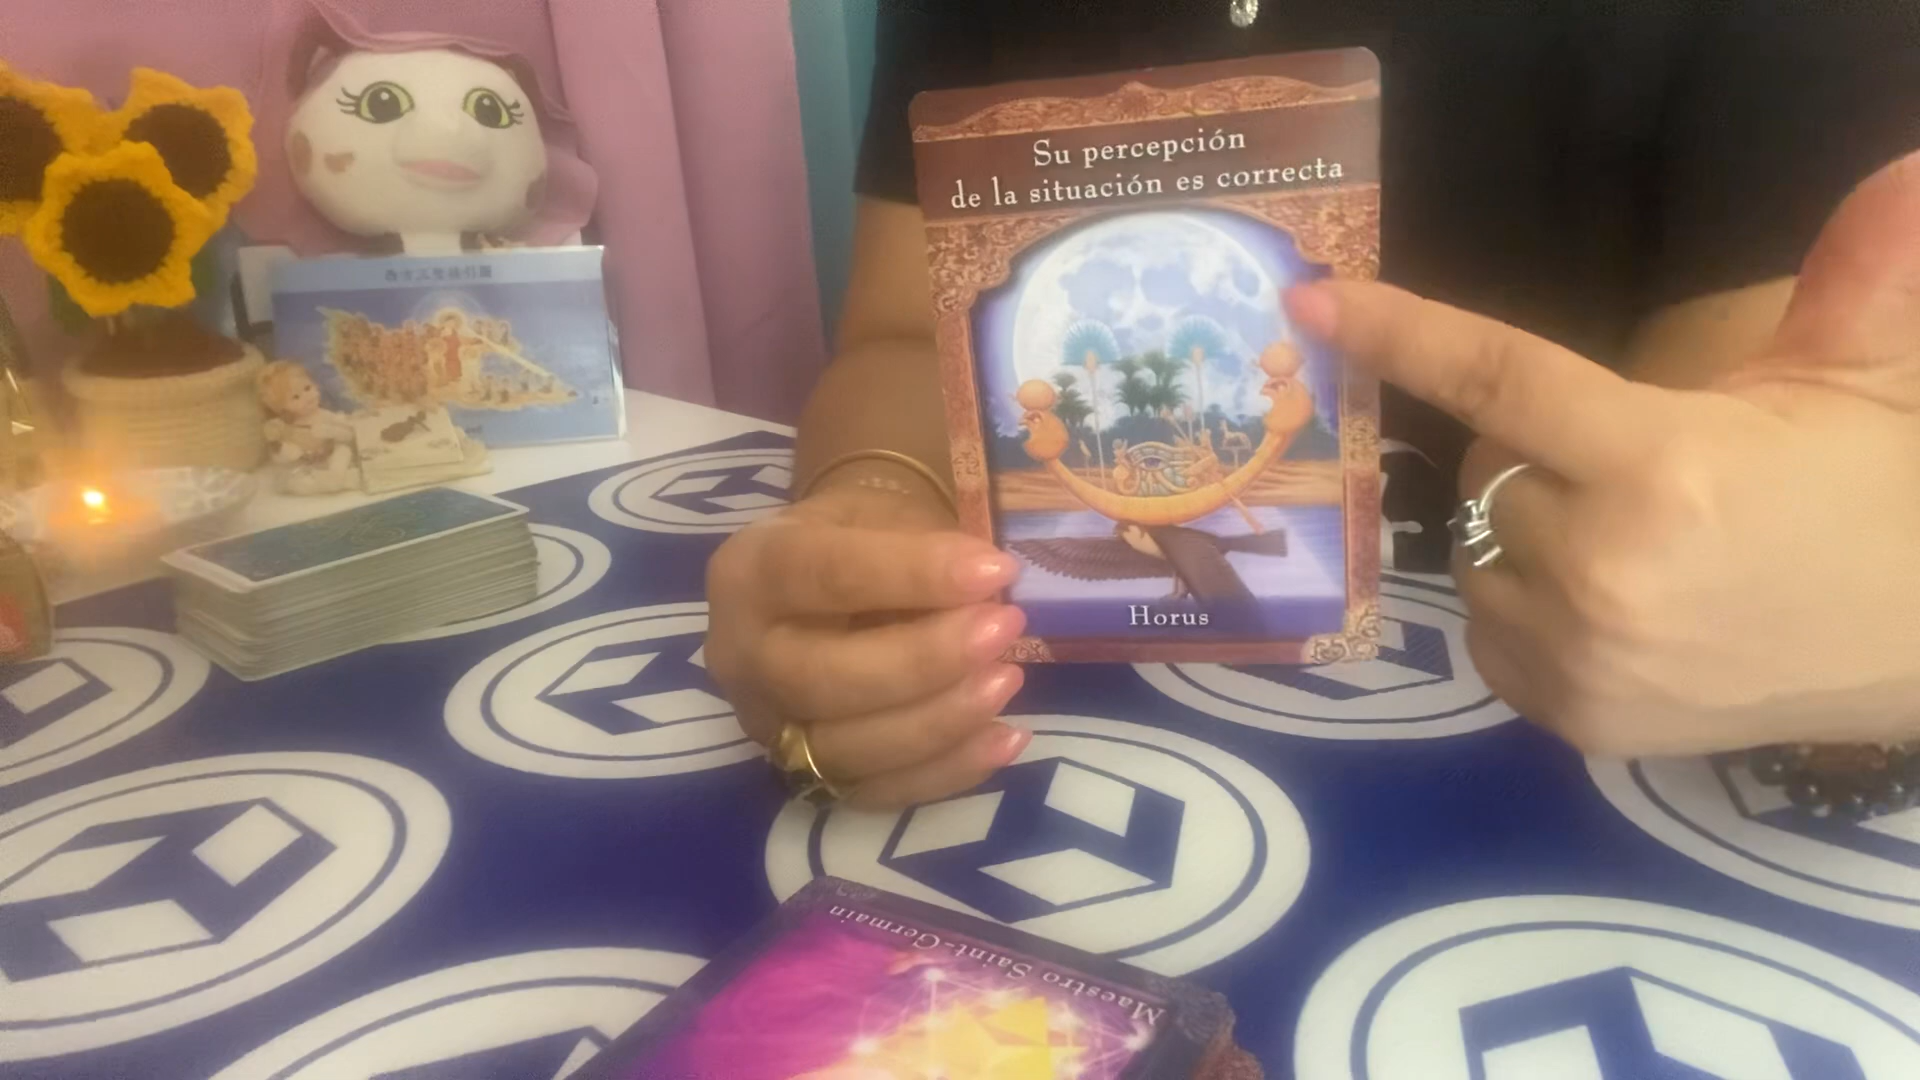 Su percepción
de la situación es correcta
Horus
Maestro Saint-Germain